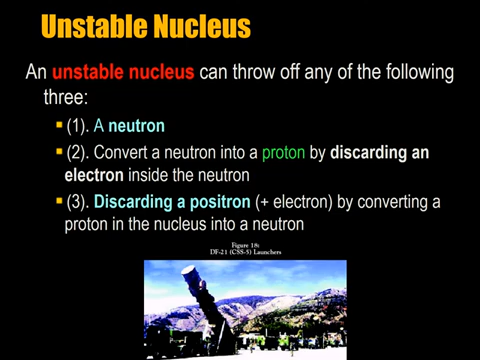 Unstable Nucleus
An unstable nucleus can throw off any of the following
three:
(1). A neutron
(2). Convert a neutron into a proton by discarding an
electron inside the neutron
(3). Discarding a positron (+ electron) by converting a
proton in the nucleus into a neutron
Figure 18:
DF-21 (CSS-5) Launchers